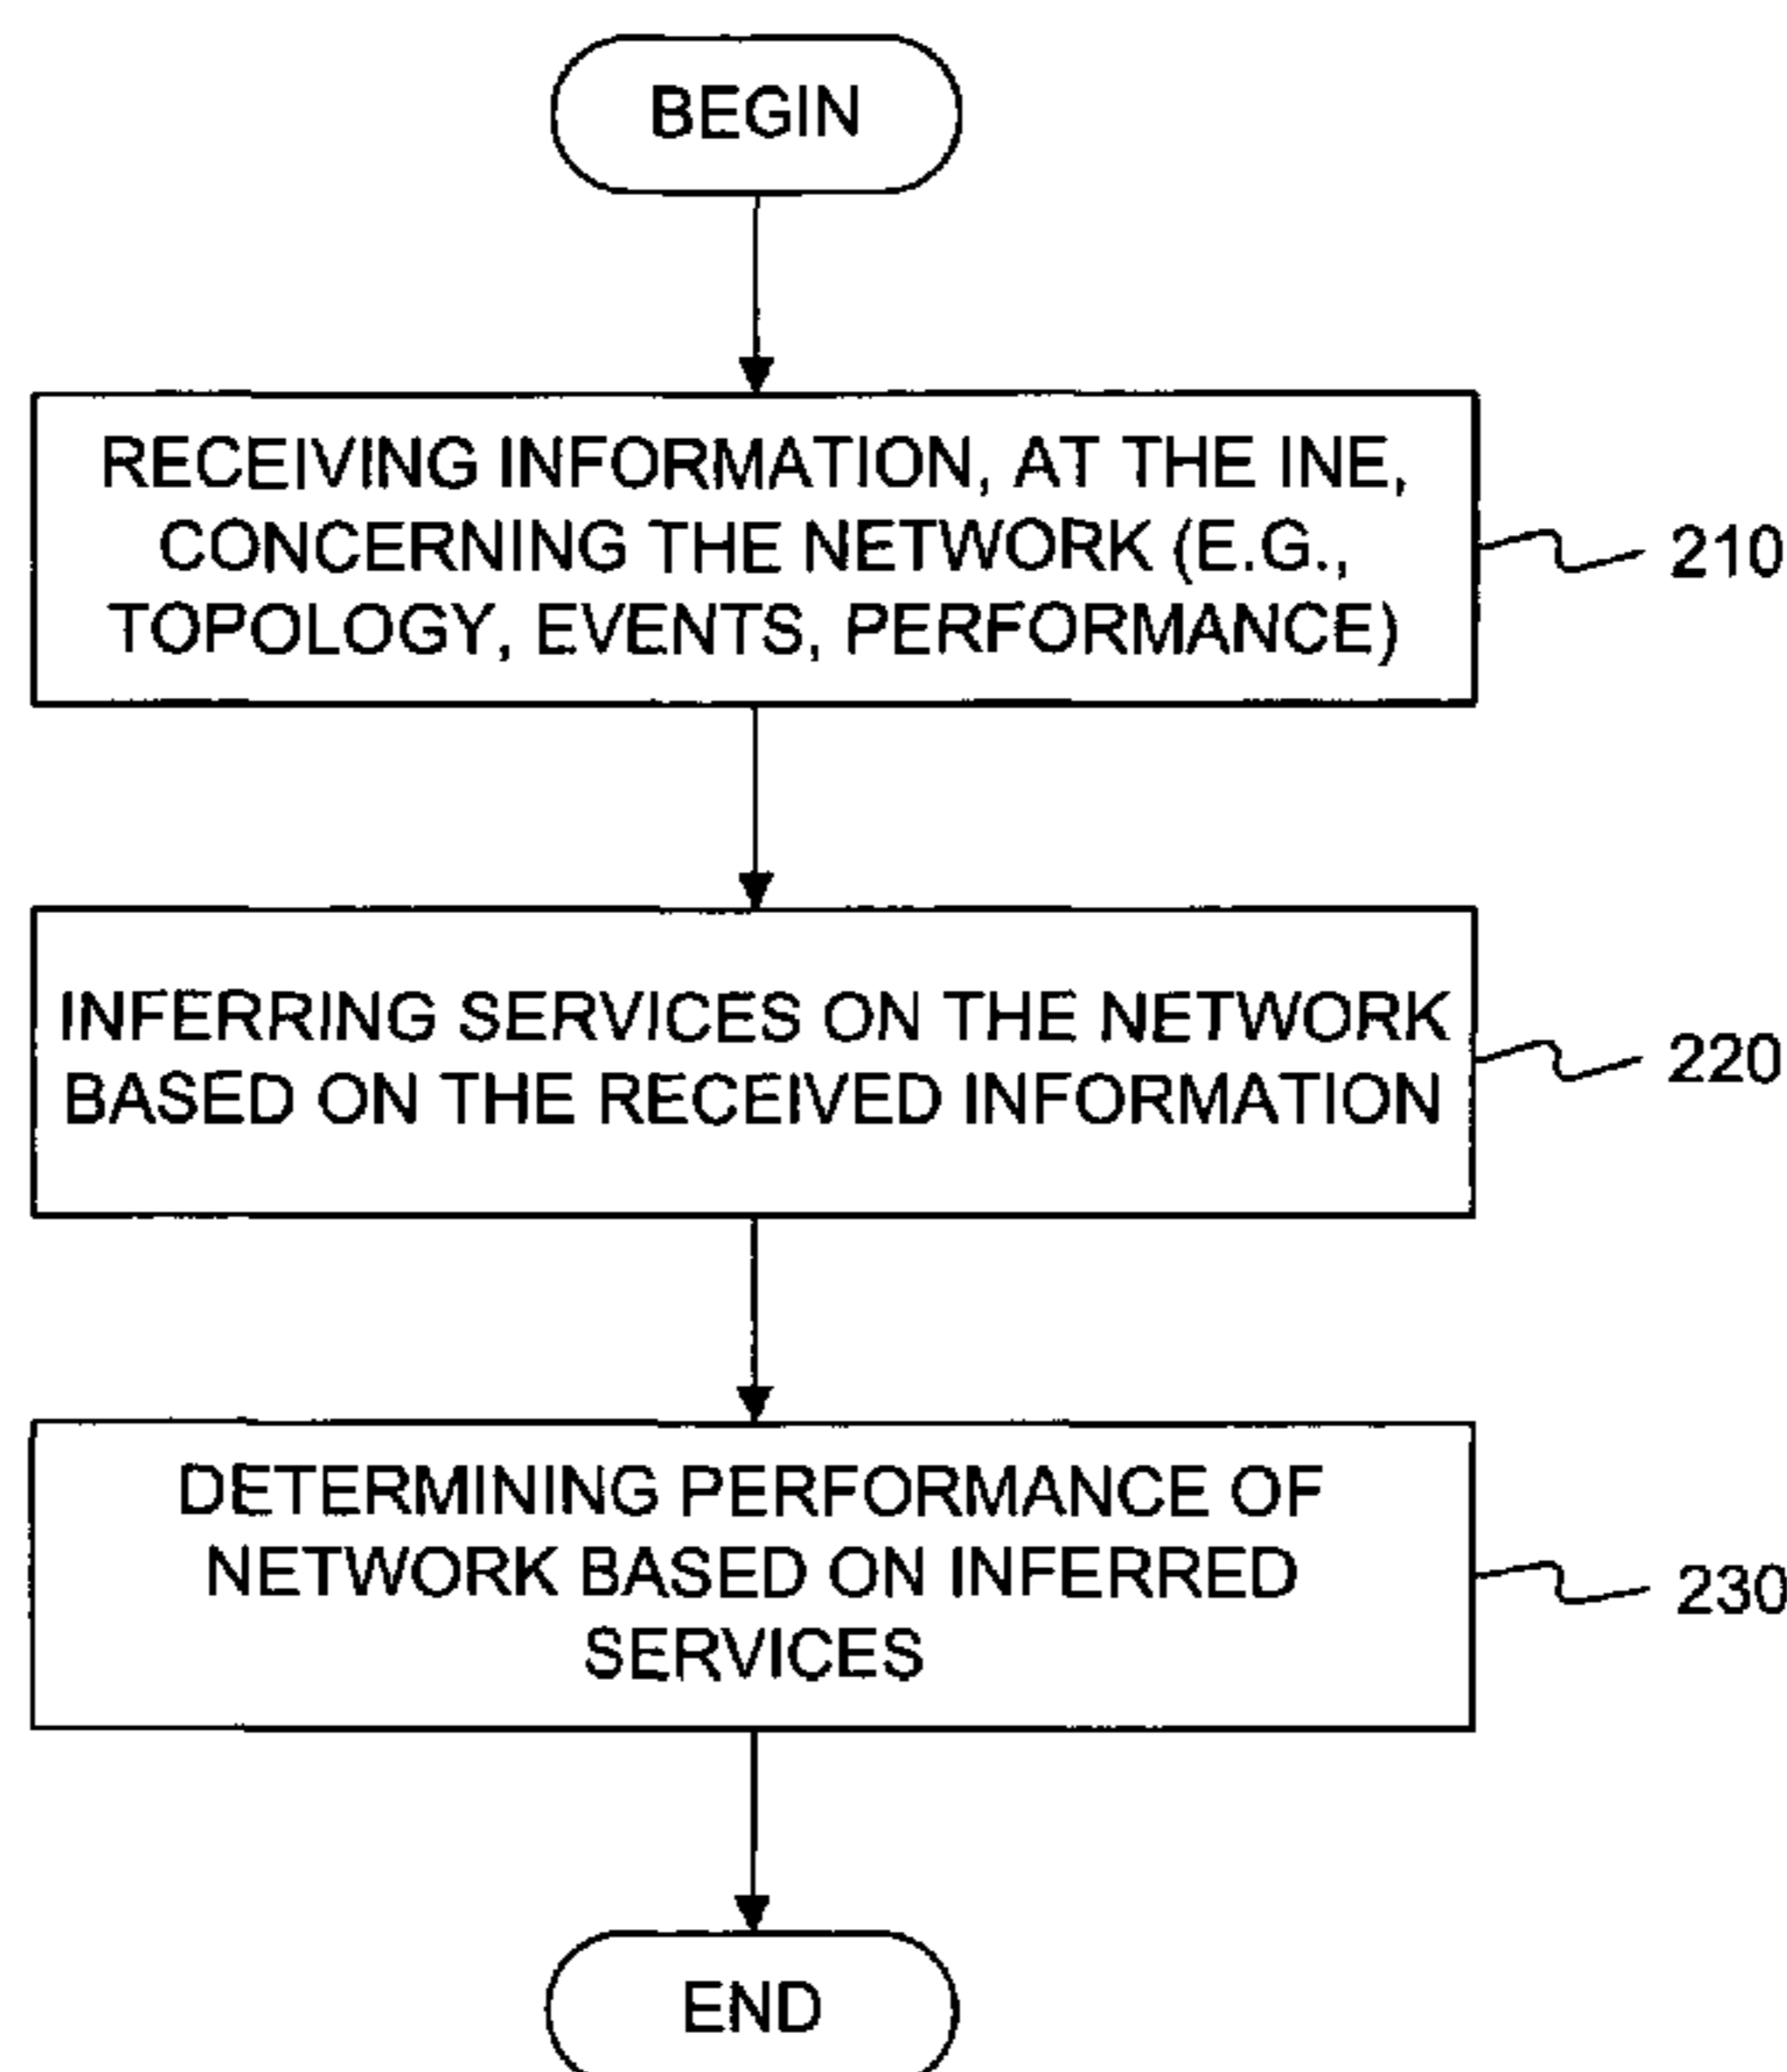 BEGIN
RECEIVING INFORMATION, AT THE INE,
CONCERNING THE NETWORK (E.G.,
TOPOLOGY, EVENTS, PERFORMANCE)
210
INFERRING SERVICES ON THE NETWORK
BASED ON THE RECEIVED INFORMATION
220
DETERMINING PERFORMANCE OF
NETWORK BASED ON INFERRED
SERVICES
230
END